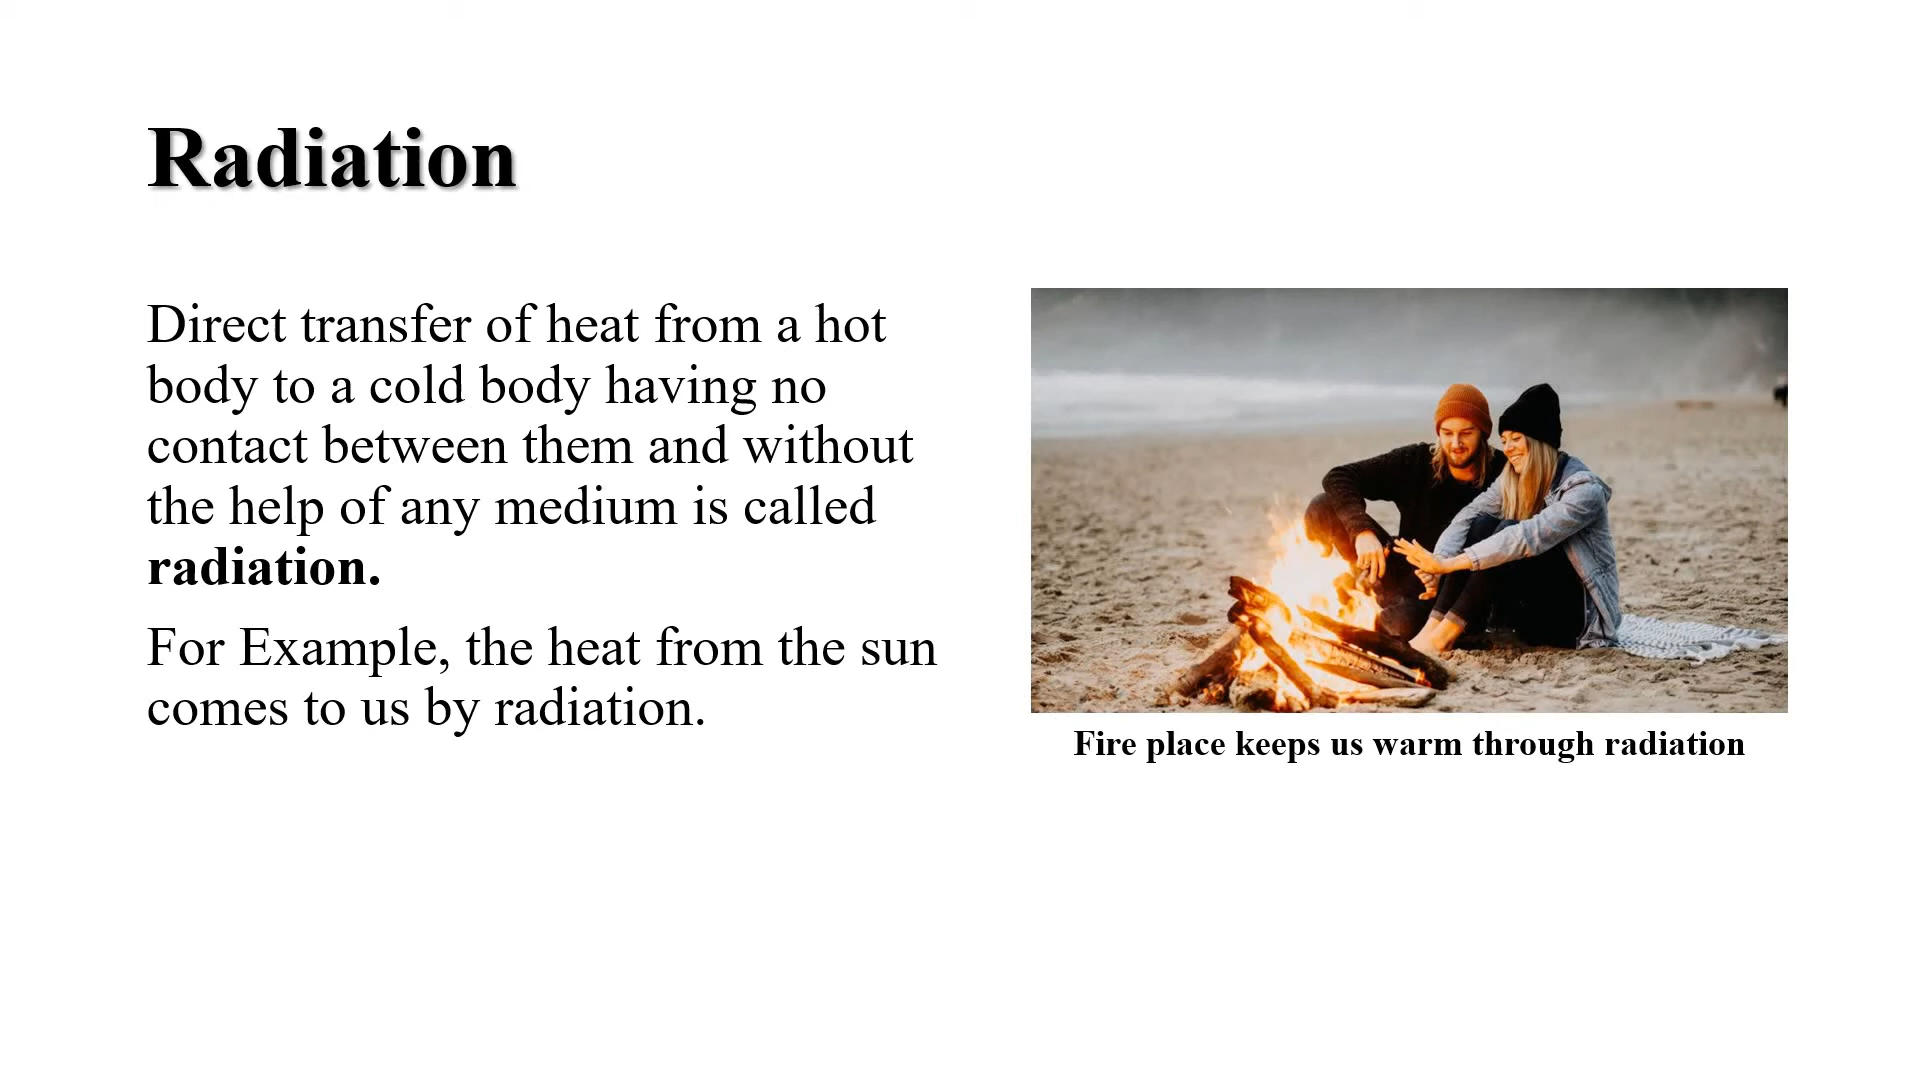 Radiation
Direct transfer of heat from a hot
body to a cold body having no
contact between them and without
the help of any medium is called
radiation.
For Example, the heat from the sun
comes to us by radiation.
Fire place keeps us warm through radiation